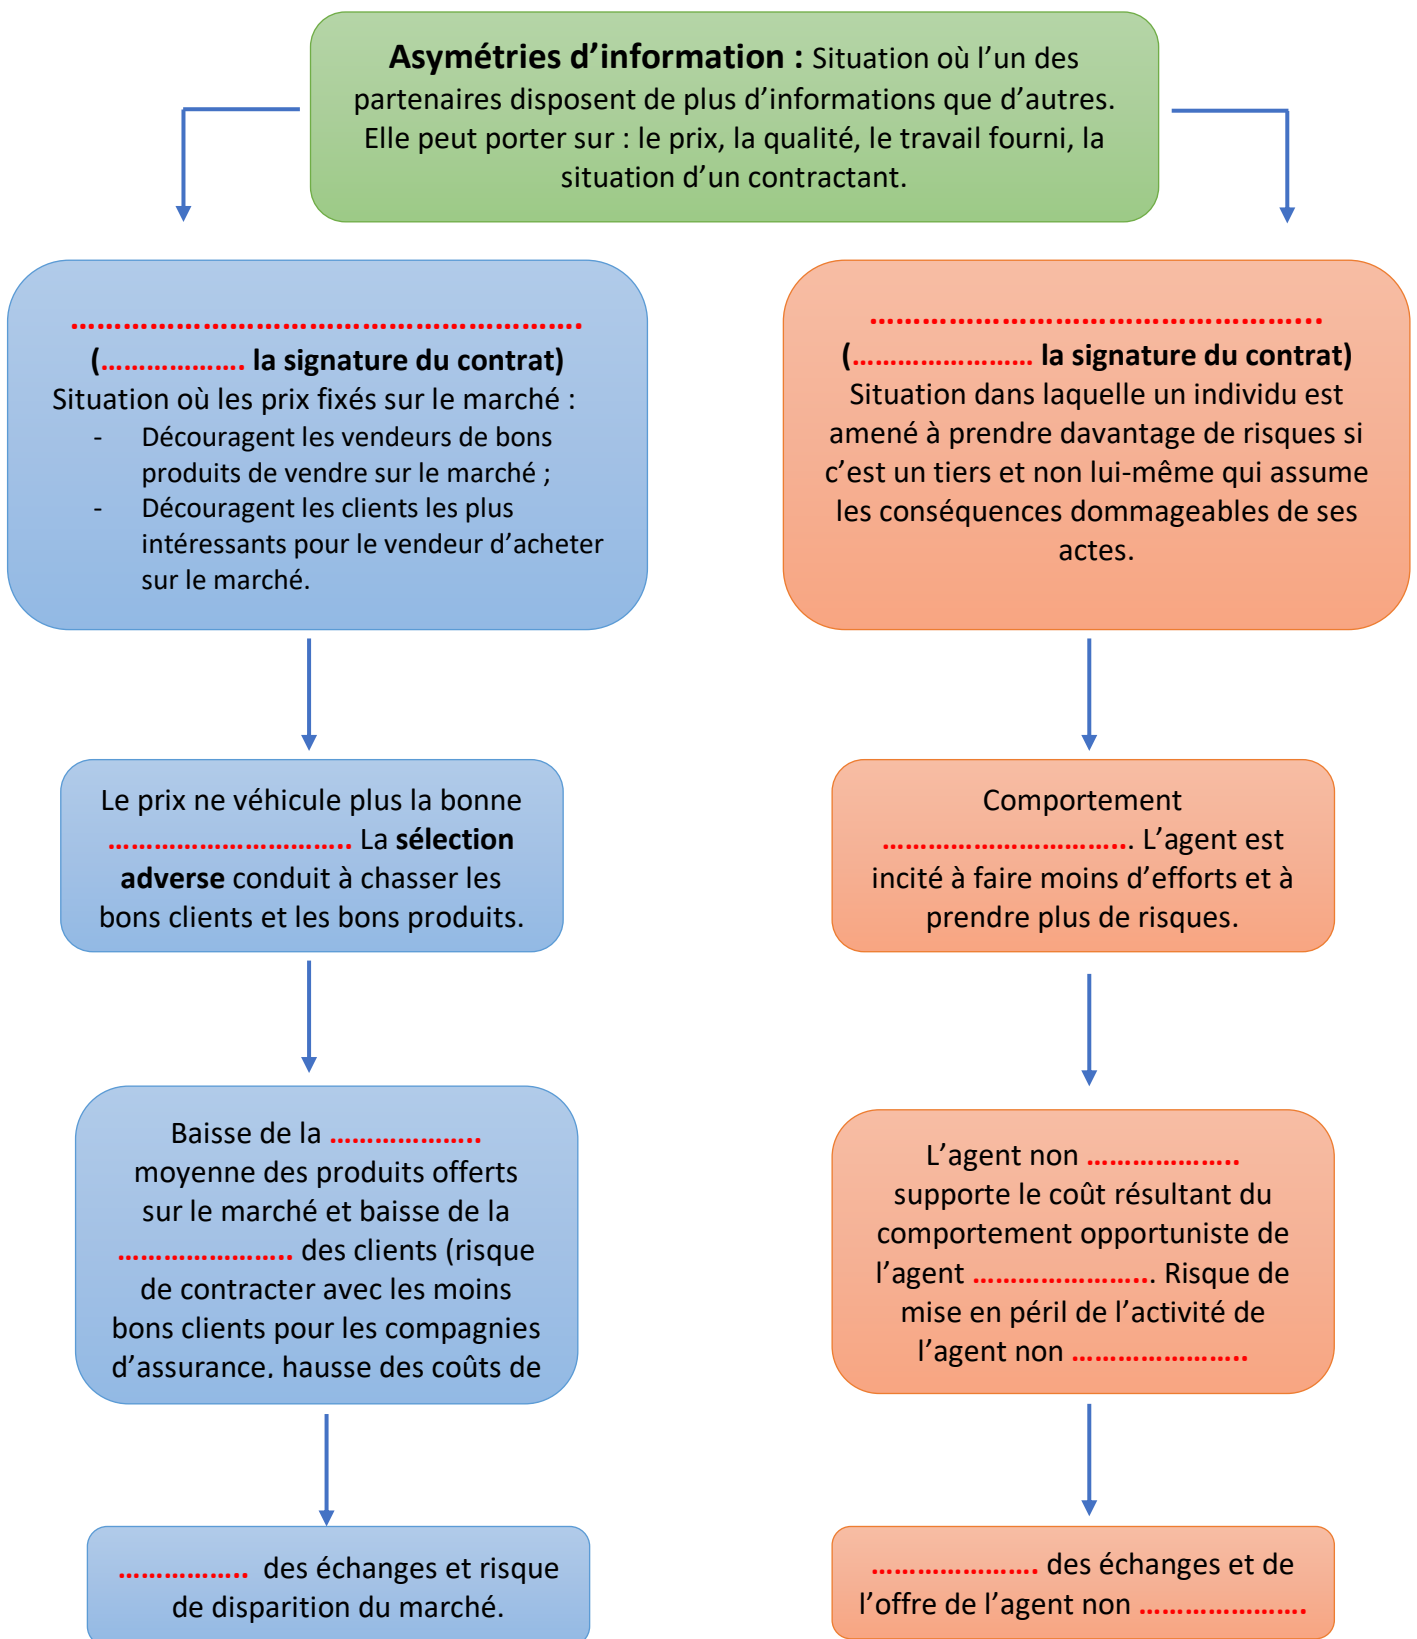 Asymétries d’information : Situation où l’un des
partenaires disposent de plus d’informations que d’autres.
Elle peut porter sur : le prix, la qualité, le travail fourni, la
situation d’un contractant.
………………………………………………….
(……………… la signature du contrat)
Situation où les prix fixés sur le marché :
- Découragent les vendeurs de bons
produits de vendre sur le marché ;
- Découragent les clients les plus
intéressants pour le vendeur d’acheter
sur le marché.
……………………………………………..
(………………… la signature du contrat)
Situation dans laquelle un individu est
amené à prendre davantage de risques si
c’est un tiers et non lui-même qui assume
les conséquences dommageables de ses
actes.
Le prix ne véhicule plus la bonne
……………………….. La sélection
adverse conduit à chasser les
bons clients et les bons produits.
Comportement
……………………….. L’agent est
incité à faire moins d’efforts et à
prendre plus de risques.
Baisse de la ………………..
moyenne des produits offerts
sur le marché et baisse de la
………………….. des clients (risque
de contracter avec les moins
bons clients pour les compagnies
d’assurance, hausse des coûts de
L’agent non ………………..
supporte le coût résultant du
comportement opportuniste de
l’agent ………………….. Risque de
mise en péril de l’activité de
l’agent non …………………..
…………….. des échanges et risque
de disparition du marché.
…………………. des échanges et de
l’offre de l’agent non ………………….